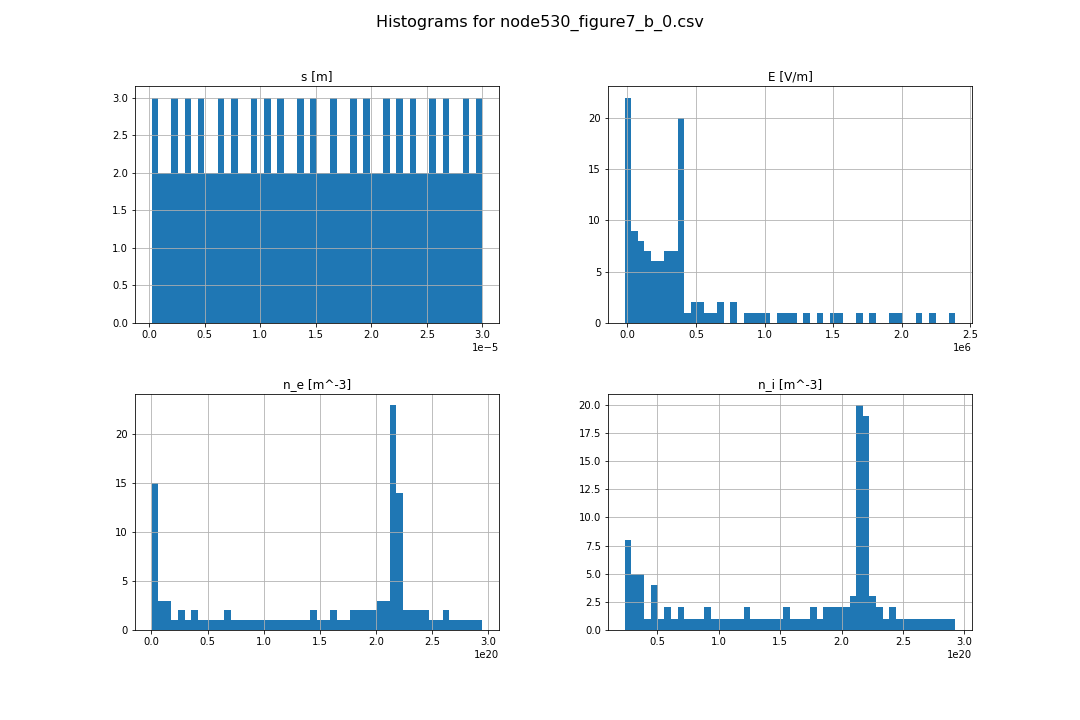 Histograms for node530_figure7_b_0.csv
s [m]
3.0
2.5
2.0
1.5
1.0
0.5
0.0
0.0 0.5 1.0 1.5 2.0 2.5 3.0
1e−5
E [V/m]
20
15
10
5
0
0.0 0.5 1.0 1.5 2.0 2.5
1e6
n_e [m^-3]
20
15
10
5
0
0.0 0.5 1.0 1.5 2.0 2.5 3.0
1e20
n_i [m^-3]
20.0
17.5
15.0
12.5
10.0
7.5
5.0
2.5
0.0
0.5 1.0 1.5 2.0 2.5 3.0
1e20